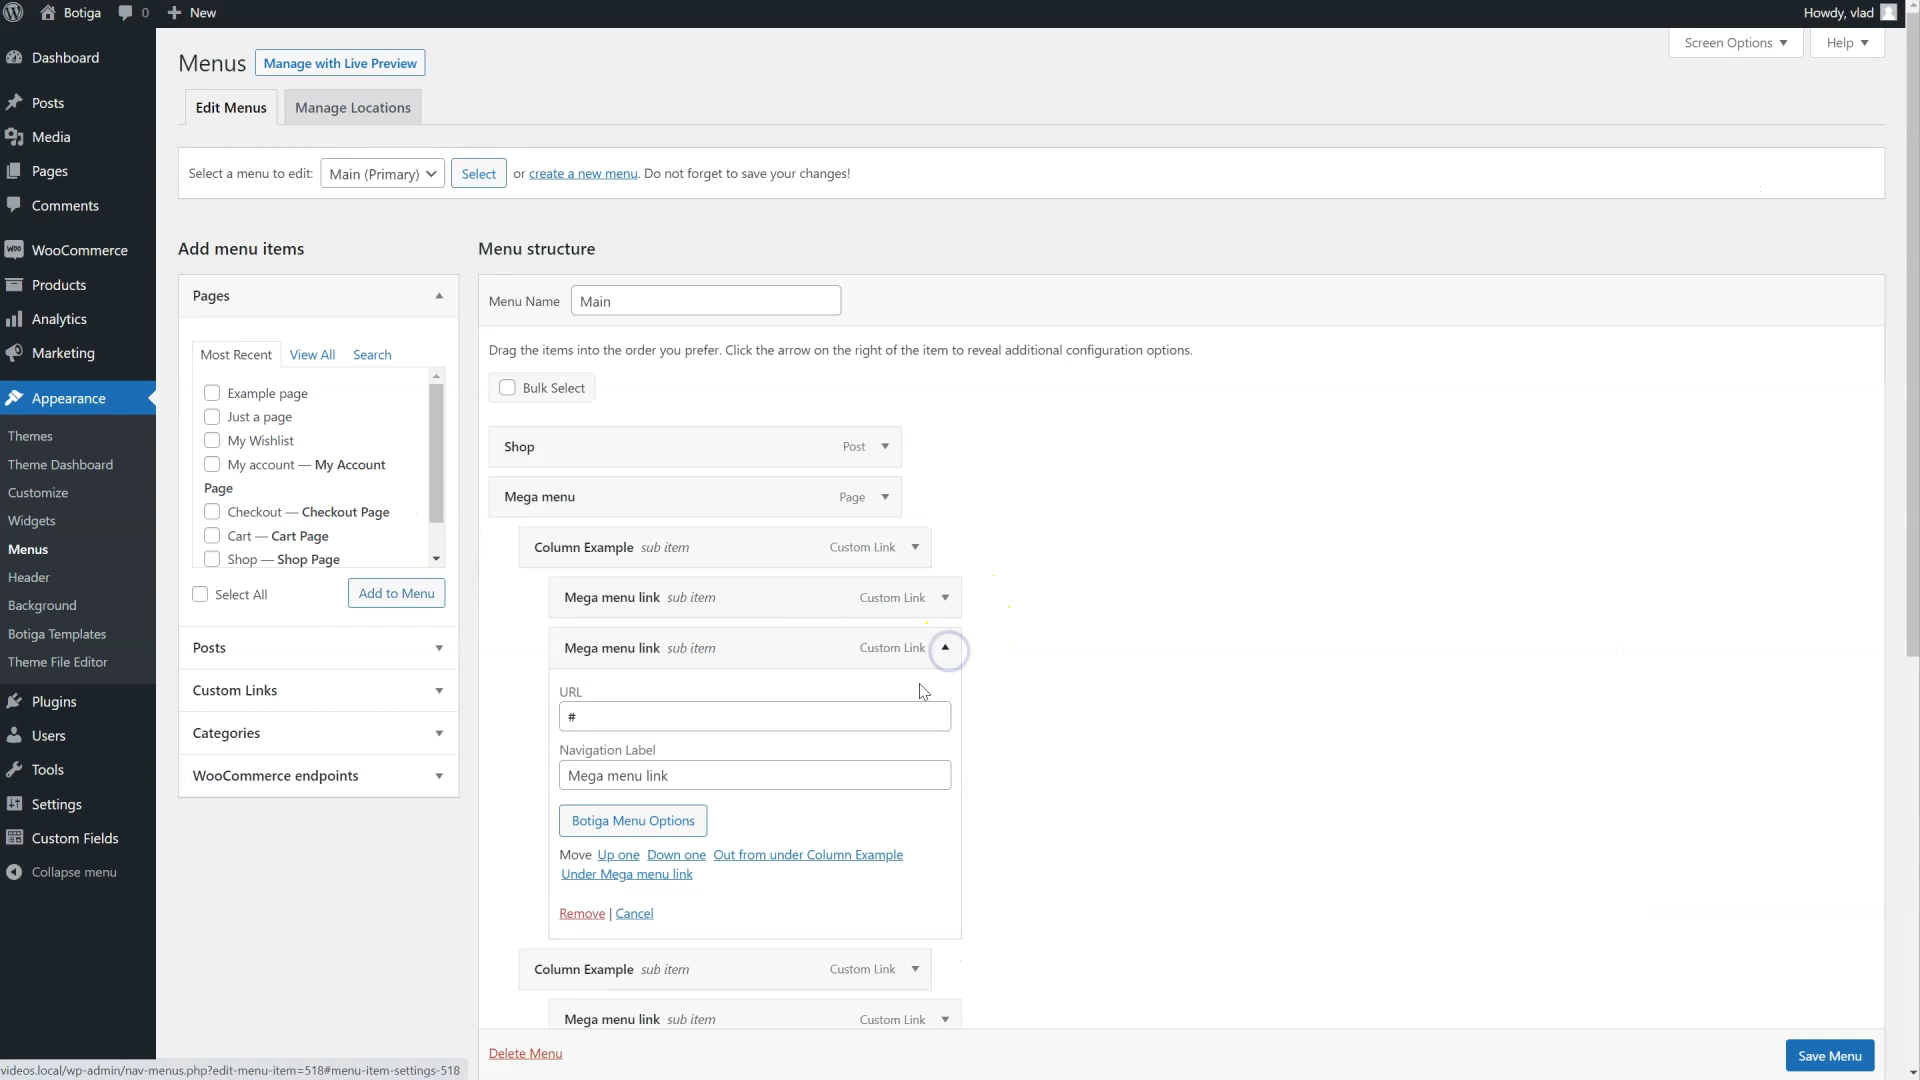 Botiga
0
New
Howdy, vlad
Dashboard
Posts
Media
Pages
Comments
WOO
WooCommerce
Products
Analytics
Marketing
Appearance
Themes
Theme Dashboard
Customize
Widgets
Menus
Header
Background
Botiga Templates
Theme File Editor
Plugins
Users
Tools
Settings
Custom Fields
Collapse menu
Screen Options
Help
Menus
Manage with Live Preview
Edit Menus
Manage Locations
Select a menu to edit: Main (Primary) Select or create a new menu. Do not forget to save your changes!
Add menu items
Pages
Most Recent
View All
Search
Example page
Just a page
My Wishlist
My account — My Account
Page
Checkout — Checkout Page
Cart — Cart Page
Shop — Shop Page
Select All
Add to Menu
Posts
Custom Links
Categories
WooCommerce endpoints
Menu structure
Menu Name Main
Drag the items into the order you prefer. Click the arrow on the right of the item to reveal additional configuration options.
Bulk Select
Shop Post
Mega menu Page
Column Example sub item Custom Link
Mega menu link sub item Custom Link
Mega menu link sub item Custom Link
URL
#
Navigation Label
Mega menu link
Botiga Menu Options
Move Up one Down one Out from under Column Example
Under Mega menu link
Remove | Cancel
Column Example sub item Custom Link
Mega menu link sub item Custom Link
Delete Menu
Save Menu
videos.local/wp-admin/nav-menus.php?edit-menu-item=518#menu-item-settings-518